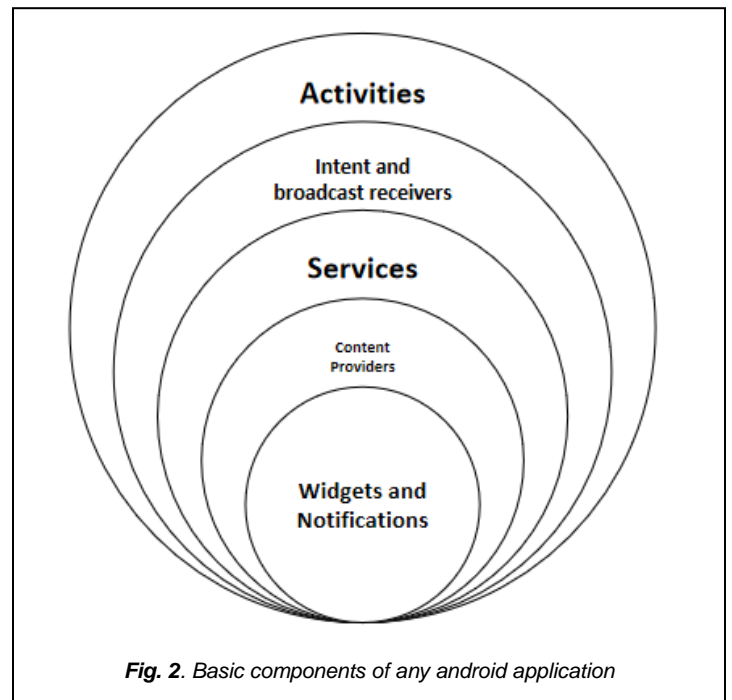 Activities
Intent and
broadcast receivers
Services
Content
Providers
Widgets and
Notifications
Fig. 2. Basic components of any android application